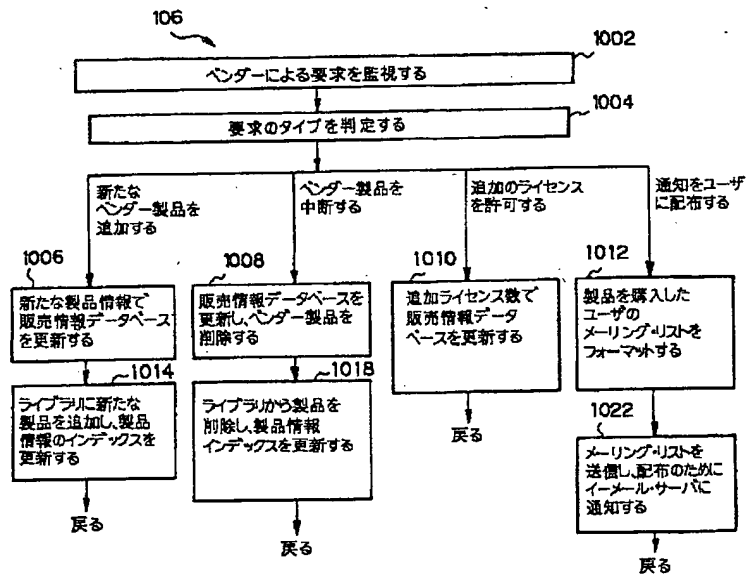 106
1002
ベンダーによる要求を監視する
1004
要求のタイプを判定する
新たな
ベンダー製品を
追加する
ベンダー製品を
中断する
追加のライセンス
を許可する
通知をユーザ
に配布する
1006
新たな製品情報で
販売情報データベース
を更新する
1008
販売情報データベースを
更新し、ベンダー製品を
削除する
1010
追加ライセンス数で
販売情報データ
ベースを更新する
戻る
1012
製品を購入した
ユーザの
メーリング・リストを
フォーマットする
1014
ライブラリに新たな
製品を追加し、製品
情報のインデックスを
更新する
戻る
1018
ライブラリから製品を
削除し、製品情報
インデックスを更新する
戻る
1022
メーリング・リストを
送信し、配布のために
イーメール・サーバに
通知する
戻る